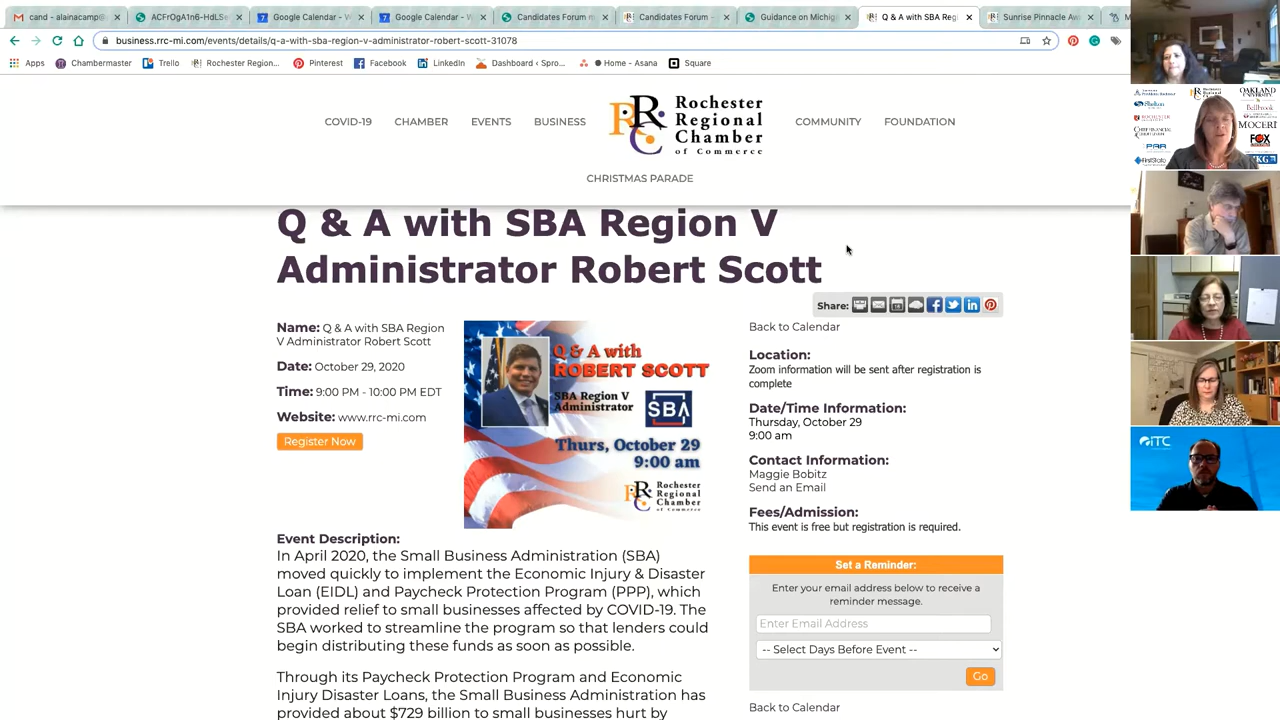 cand - alainacamp@
ACFrOgA1n6-HdLSe
Google Calendar - W
Google Calendar - W
Candidates Forum m
Candidates Forum -
Guidance on Michig
Q & A with SBA Reg
Sunrise Pinnacle Aw
business.rrc-mi.com/events/details/q-a-with-sba-region-v-administrator-robert-scott-31078
Apps
Chambermaster
Trello
Rochester Region...
Pinterest
Facebook
LinkedIn
Dashboard ‹ Spro...
Home - Asana
Square
COVID-19
CHAMBER
EVENTS
BUSINESS
RRC
Rochester
Regional
Chamber
of Commerce
COMMUNITY
FOUNDATION
CHRISTMAS PARADE
Q & A with SBA Region V
Administrator Robert Scott
Share:
Name: Q & A with SBA Region
V Administrator Robert Scott
Date: October 29, 2020
Time: 9:00 PM - 10:00 PM EDT
Website: www.rrc-mi.com
Register Now
Q & A with
ROBERT SCOTT
SBA Region V
Administrator
SBA
Thurs, October 29
9:00 am
RRC
Rochester
Regional
Chamber
of Commerce
Back to Calendar
Location:
Zoom information will be sent after registration is
complete
Date/Time Information:
Thursday, October 29
9:00 am
Contact Information:
Maggie Bobitz
Send an Email
Fees/Admission:
This event is free but registration is required.
Event Description:
In April 2020, the Small Business Administration (SBA)
moved quickly to implement the Economic Injury & Disaster
Loan (EIDL) and Paycheck Protection Program (PPP), which
provided relief to small businesses affected by COVID-19. The
SBA worked to streamline the program so that lenders could
begin distributing these funds as soon as possible.
Through its Paycheck Protection Program and Economic
Injury Disaster Loans, the Small Business Administration has
provided about $729 billion to small businesses hurt by
Set a Reminder:
Enter your email address below to receive a
reminder message.
Enter Email Address
-- Select Days Before Event --
Go
Back to Calendar
OAKLAND
UNIVERSITY
Bellbrook
MOCERI
FOX
HKG
Shelton
PAR
FirstState
iTC